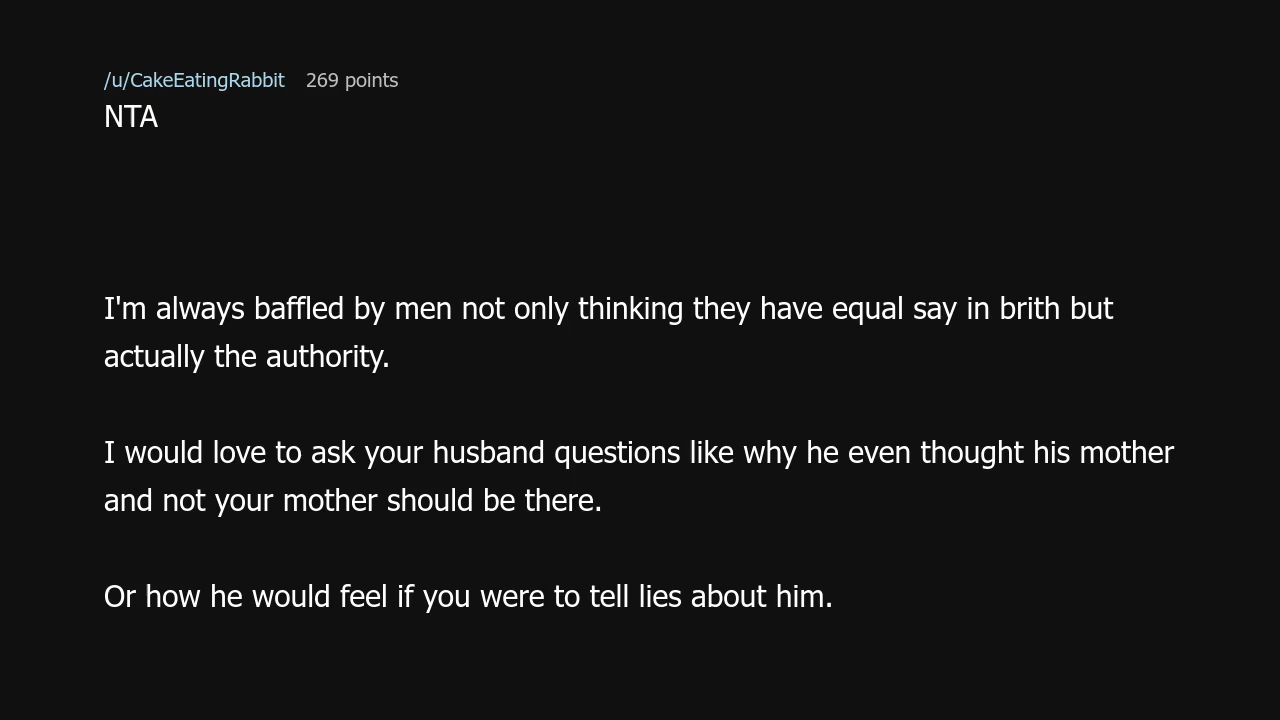 /u/CakeEatingRabbit 269 points
NTA
I'm always baffled by men not only thinking they have equal say in brith but
actually the authority.
I would love to ask your husband questions like why he even thought his mother
and not your mother should be there.
Or how he would feel if you were to tell lies about him.